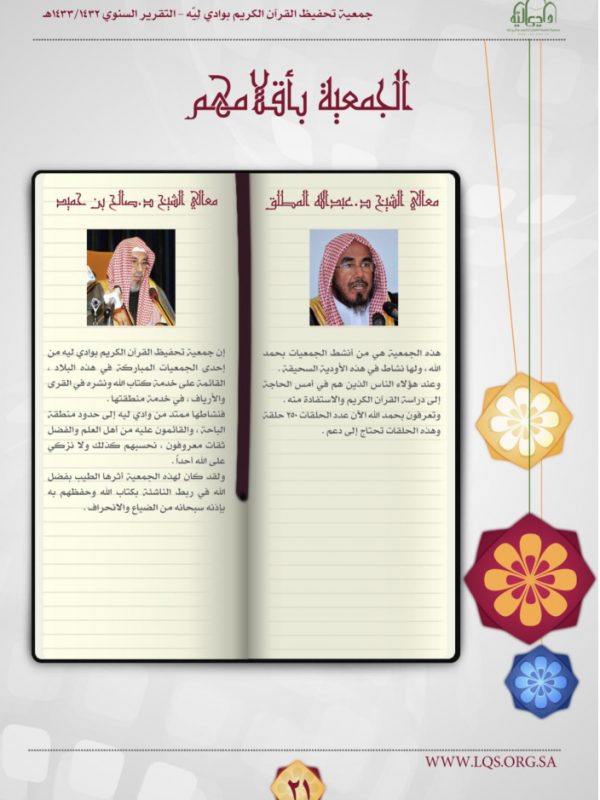 جمعية تحفيظ القرآن الكريم بوادي ليّه - التقرير السنوي ١٤٣٣/١٤٣٢هـ
وادي ليّة
الجمعية بأقلامهم
معالي الشيخ د.عبدالله المطلق
هذه الجمعية هي من أنشط الجمعيات بحمد
الله ، ولها نشاط في هذه الأودية السحيقة .
وعند هؤلاء الناس الذين هم في أمس الحاجة
إلى دراسة القرآن الكريم والاستفادة منه .
وتعرفون بحمد الله الآن عدد الحلقات ٢٥٠ حلقة
وهذه الحلقات تحتاج إلى دعم .
معالي الشيخ د.صالح بن حميد
إن جمعية تحفيظ القرآن الكريم بوادي ليه من
إحدى الجمعيات المباركة في هذه البلاد ،
القائمة على خدمة كتاب الله ونشره في القرى
والأرياف ، في خدمة منطقتها .
فنشاطها ممتد من وادي ليه إلى حدود منطقة
الباحة ، والقائمون عليه من أهل العلم والفضل
ثقات معروفون ، نحسبهم كذلك ولا نزكي
على الله أحداً .
ولقد كان لهذه الجمعية أثرها الطيب بفضل
الله في ربط الناشئة بكتاب الله وحفظهم به
بإذنه سبحانه من الضياع والانحراف .
WWW.LQS.ORG.SA
٢١